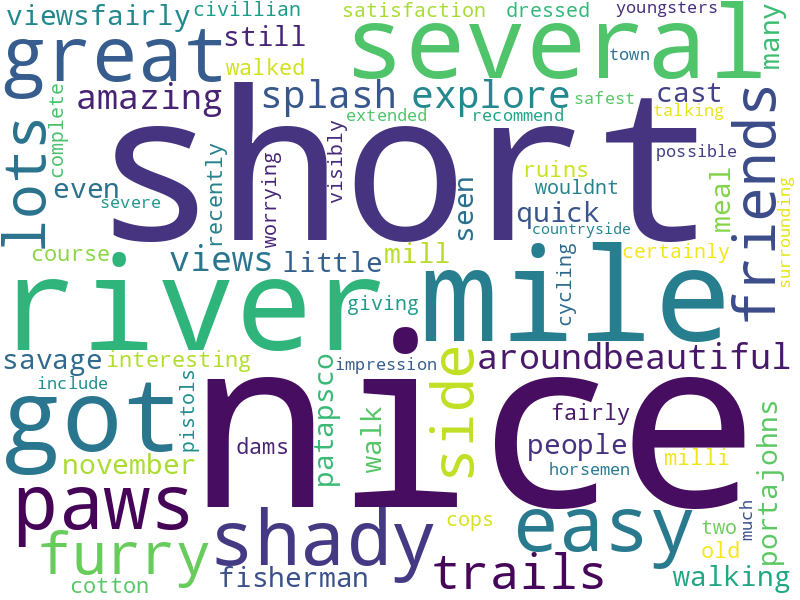 viewsfairly
civillian
satisfaction
dressed
youngsters
many
great
still
walked
several
town
amazing
splash
explore
safest
cast
talking
complete
lots
short
extended
recommend
friends
possible
even
severe
recently
worrying
visibly
seen
ruins
wouldnt
quick
countryside
meal
surrounding
course
views
little
mill
cycling
certainly
river
giving
mile
savage
interesting
include
impression
side
aroundbeautiful
got
pistols
nice
dams
patapsco
walk
fairly
people
horsemen
milli
portajohns
november
paws
shady
cops
easy
two
old
much
furry
cotton
fisherman
trails
walking